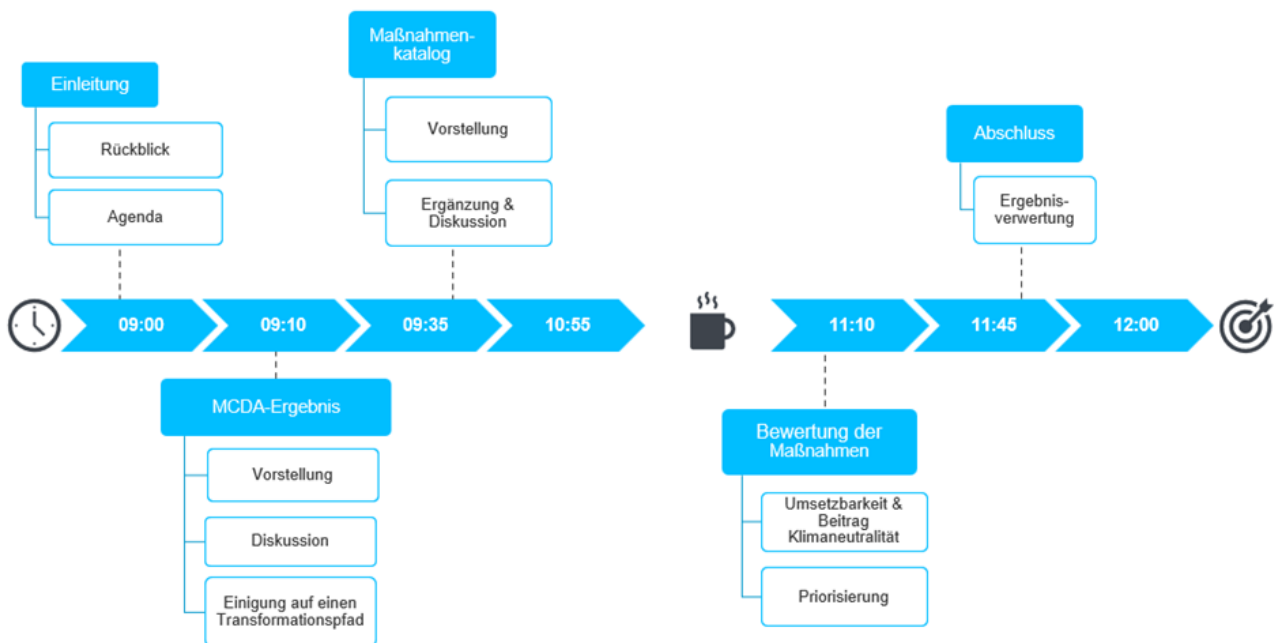 Maßnahmen-
katalog
Einleitung
Vorstellung
Rückblick
Abschluss
Agenda
Ergänzung &
Diskussion
Ergebnis-
verwertung
09:00
09:10
09:35
10:55
11:10
11:45
12:00
MCDA-Ergebnis
Vorstellung
Diskussion
Einigung auf einen
Transformationspfad
Bewertung der
Maßnahmen
Umsetzbarkeit &
Beitrag
Klimaneutralität
Priorisierung